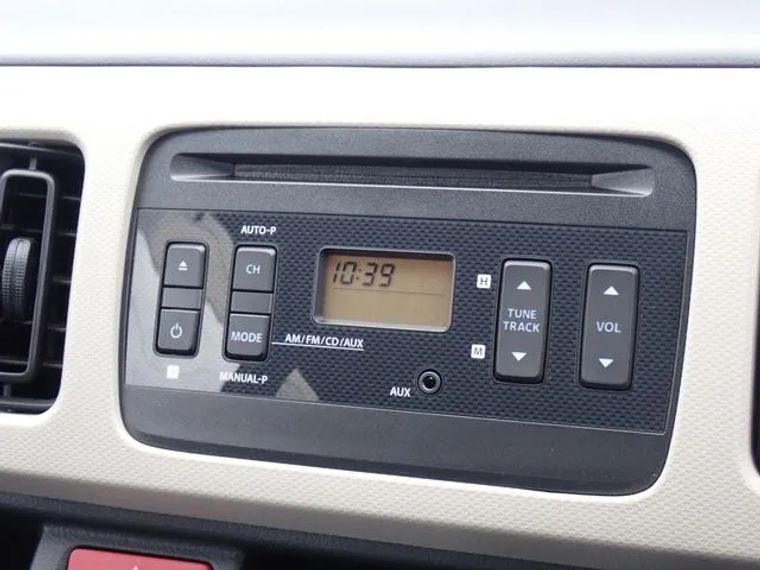 AUTO-P
CH
MODE
MANUAL-P
10:39
AM/FM/CD/AUX
AUX
H
M
TUNE
TRACK
VOL